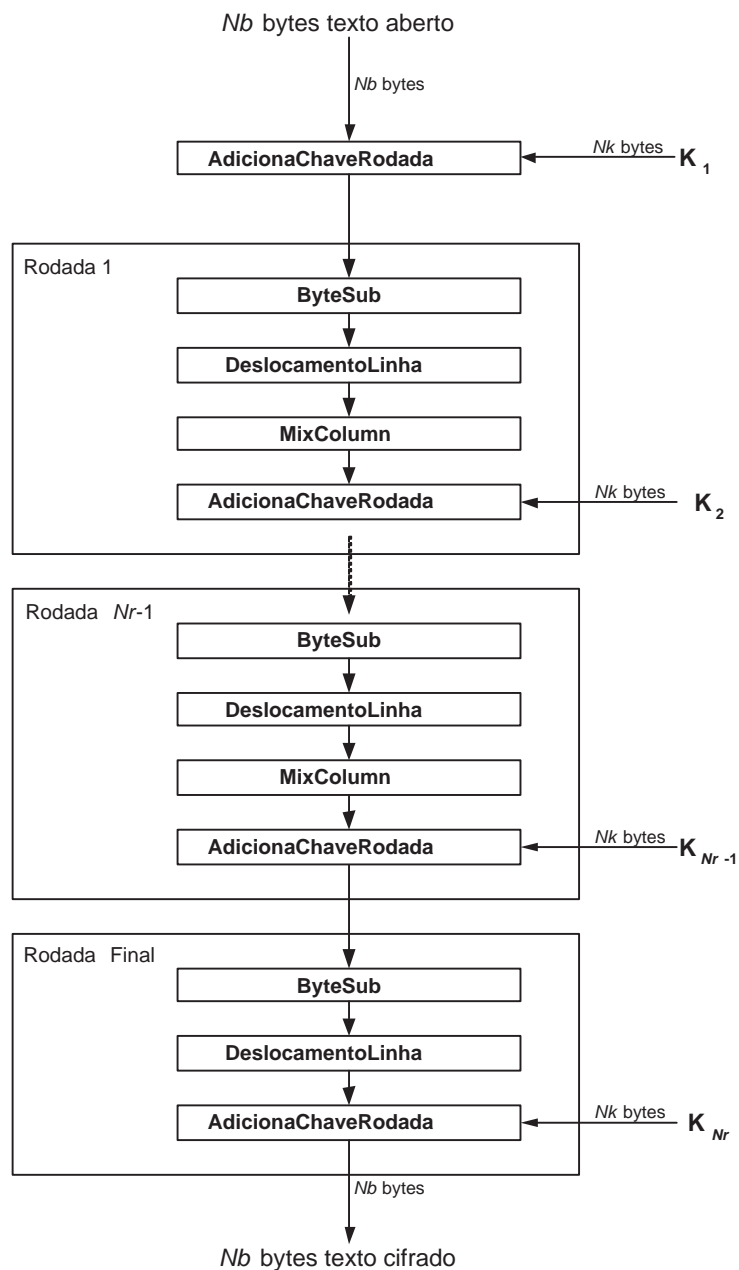 Nb bytes texto aberto
Nb bytes
AdicionaChaveRodada
Nk bytes
K 1
Rodada 1
ByteSub
DeslocamentoLinha
MixColumn
AdicionaChaveRodada
Nk bytes
K 2
Rodada Nr-1
ByteSub
DeslocamentoLinha
MixColumn
AdicionaChaveRodada
Nk bytes
K Nr -1
Rodada Final
ByteSub
DeslocamentoLinha
AdicionaChaveRodada
Nk bytes
K Nr
Nb bytes
Nb bytes texto cifrado